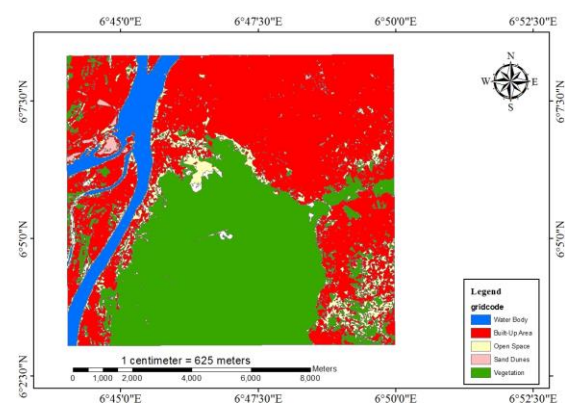 6°45'0"E 6°47'30"E 6°50'0"E 6°52'30"E
N
W E
S
6°7'30"N 6°7'30"N
6°5'0"N 6°5'0"N
6°2'30"N 6°2'30"N
Legend
gridcode
Water Body
Built-Up Area
Open Space
Sand Dunes
Vegetation
1 centimeter = 625 meters
Meters
0 1,000 2,000 4,000 6,000 8,000
6°45'0"E 6°47'30"E 6°50'0"E 6°52'30"E